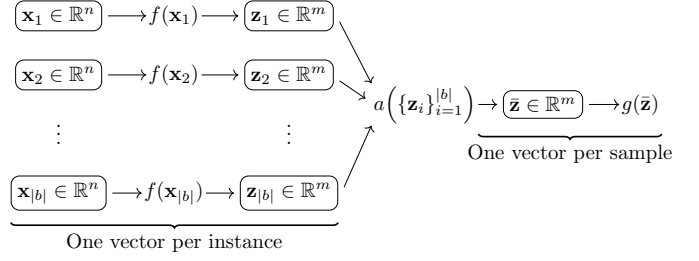 x₁ ∈ ℝⁿ → f(x₁) → z₁ ∈ ℝᵐ
x₂ ∈ ℝⁿ → f(x₂) → z₂ ∈ ℝᵐ
a({zᵢ}ᵢ₌₁^|b|) → z̄ ∈ ℝᵐ → g(z̄)
⋮ ⋮
One vector per sample
x_|b| ∈ ℝⁿ → f(x_|b|) → z_|b| ∈ ℝᵐ
One vector per instance